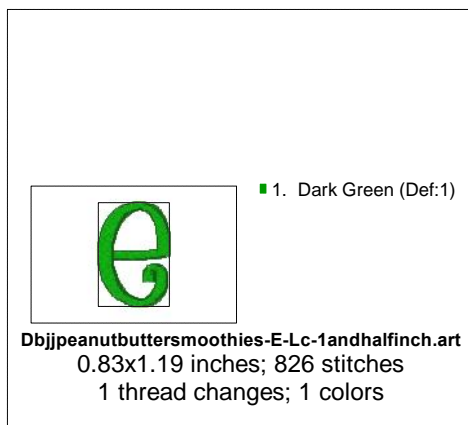 1. Dark Green (Def:1)
e
Dbjjpeanutbuttersmoothies-E-Lc-1andhalfinch.art
0.83x1.19 inches; 826 stitches
1 thread changes; 1 colors